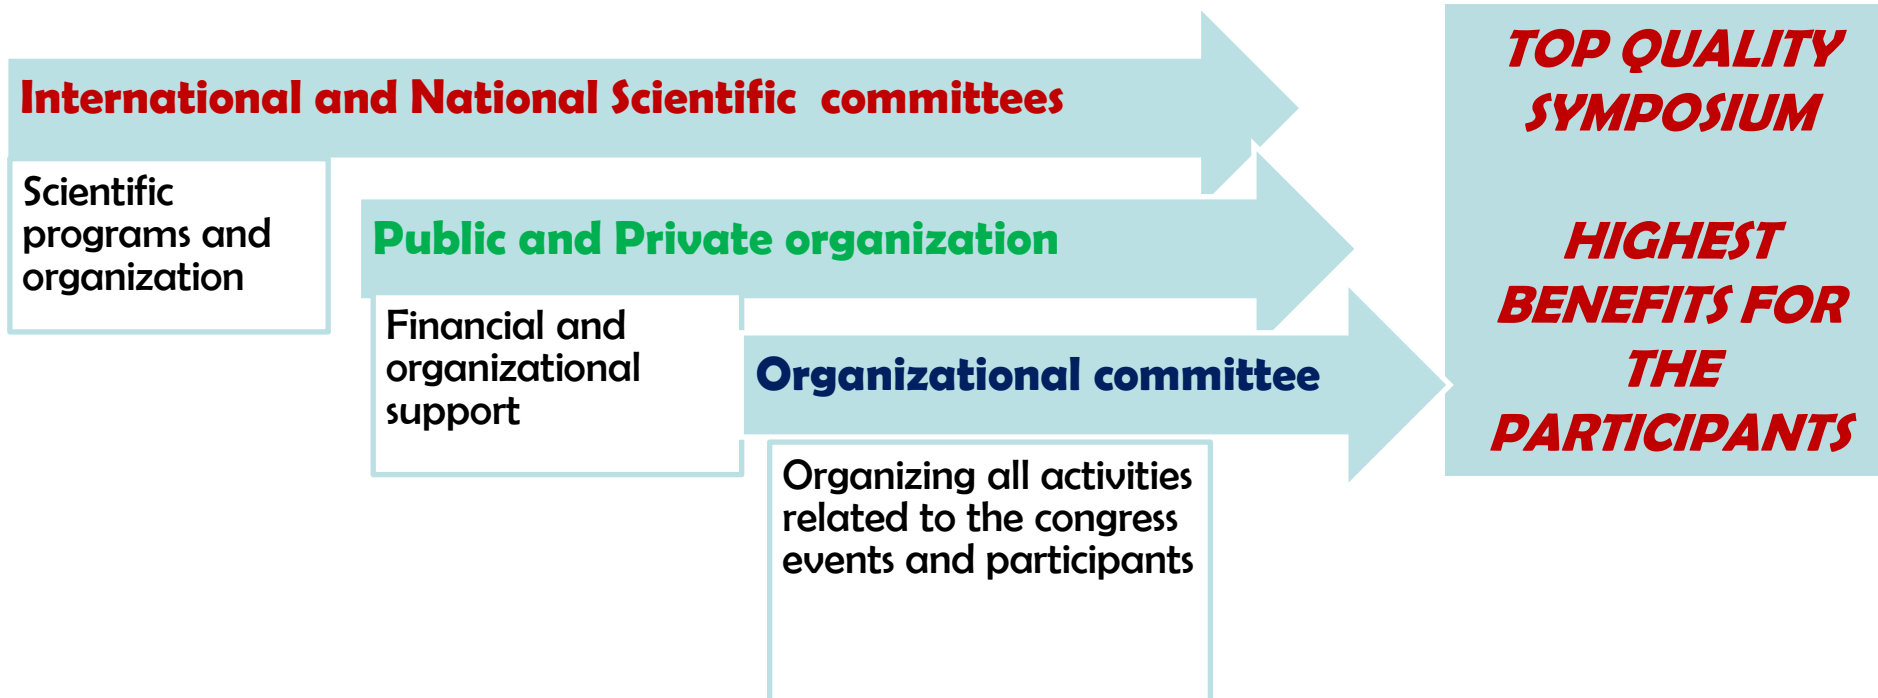 International and National Scientific  committees
Scientific
programs and
organization
Public and Private organization
Financial and
organizational
support
Organizational committee
Organizing all activities
related to the congress
events and participants
TOP QUALITY
SYMPOSIUM
HIGHEST
BENEFITS FOR
THE
PARTICIPANTS